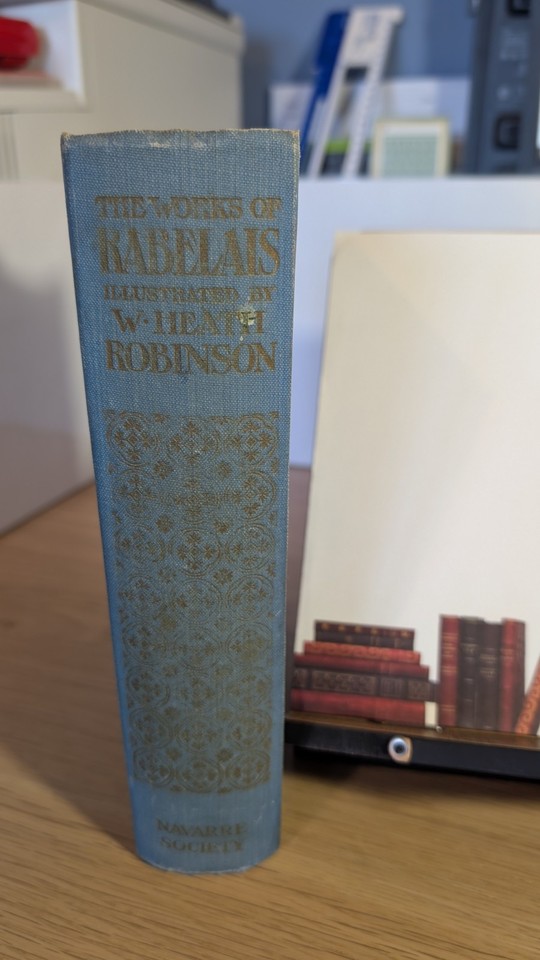 THE WORKS OF
RABELAIS
ILLUSTRATED BY
W· HEATH
ROBINSON
NAVARRE
SOCIETY